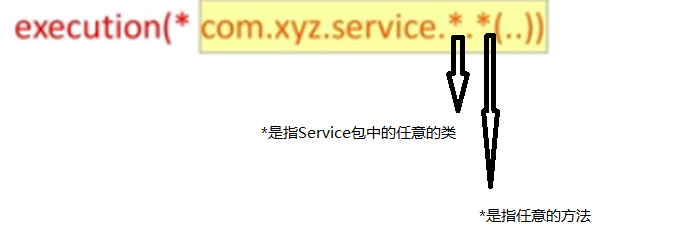 execution(* com.xyz.service.*.*(..))
*是指Service包中的任意的类
*是指任意的方法